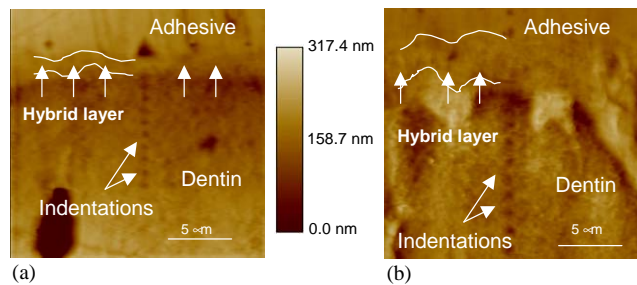 Adhesive
Hybrid layer
Dentin
Indentations
5 ∝m
(a)
317.4 nm
158.7 nm
0.0 nm
Adhesive
Hybrid layer
Dentin
Indentations
5 ∝m
(b)